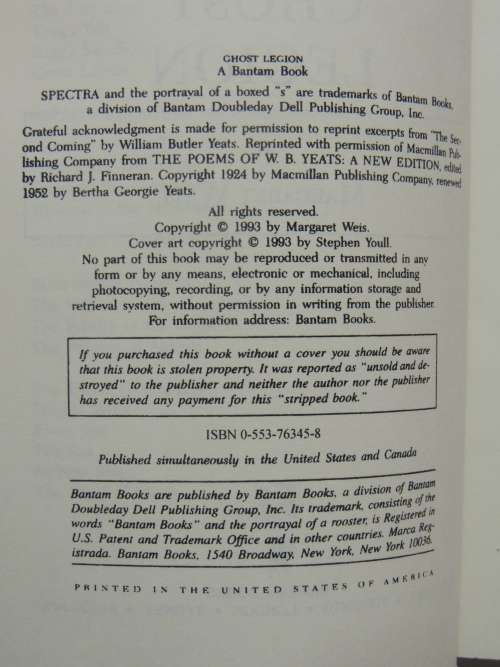 GHOST LEGION
A Bantam Book
SPECTRA and the portrayal of a boxed "s" are trademarks of Bantam Books,
a division of Bantam Doubleday Dell Publishing Group, Inc.
Grateful acknowledgment is made for permission to reprint excerpts from "The Sec-
ond Coming" by William Butler Yeats. Reprinted with permission of Macmillan Pub-
lishing Company from THE POEMS OF W. B. YEATS: A NEW EDITION, edited
by Richard J. Finneran. Copyright 1924 by Macmillan Publishing Company, renewed
1952 by Bertha Georgie Yeats.
All rights reserved.
Copyright © 1993 by Margaret Weis.
Cover art copyright © 1993 by Stephen Youll.
No part of this book may be reproduced or transmitted in any
form or by any means, electronic or mechanical, including
photocopying, recording, or by any information storage and
retrieval system, without permission in writing from the publisher.
For information address: Bantam Books.
If you purchased this book without a cover you should be aware
that this book is stolen property. It was reported as "unsold and de-
stroyed" to the publisher and neither the author nor the publisher
has received any payment for this "stripped book."
ISBN 0-553-76345-8
Published simultaneously in the United States and Canada
Bantam Books are published by Bantam Books, a division of Bantam
Doubleday Dell Publishing Group, Inc. Its trademark, consisting of the
words "Bantam Books" and the portrayal of a rooster, is Registered in
U.S. Patent and Trademark Office and in other countries. Marca Reg-
istrada. Bantam Books, 1540 Broadway, New York, New York 10036.
PRINTED IN THE UNITED STATES OF AMERICA